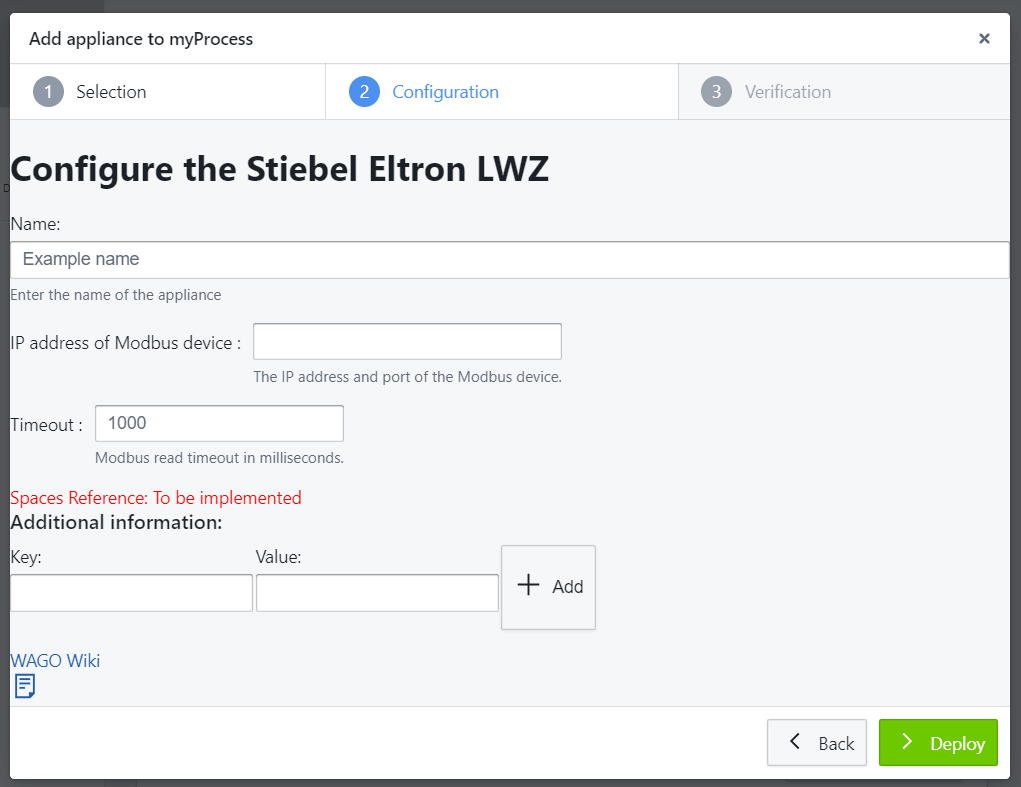 Add appliance to myProcess ×
1 Selection 2 Configuration 3 Verification
Configure the Stiebel Eltron LWZ
Name:
Example name
Enter the name of the appliance
IP address of Modbus device :
The IP address and port of the Modbus device.
Timeout : 1000
Modbus read timeout in milliseconds.
Spaces Reference: To be implemented
Additional information:
Key: Value:
Add
WAGO Wiki
Back Deploy